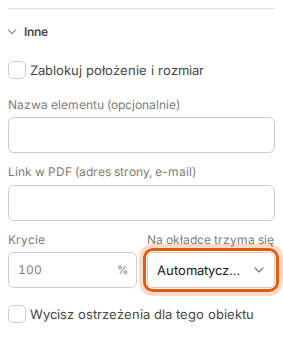 Inne
Zablokuj położenie i rozmiar
Nazwa elementu (opcjonalnie)
Link w PDF (adres strony, e-mail)
Krycie
Na okładce trzyma się
100 %
Automatycz...
Wycisz ostrzeżenia dla tego obiektu